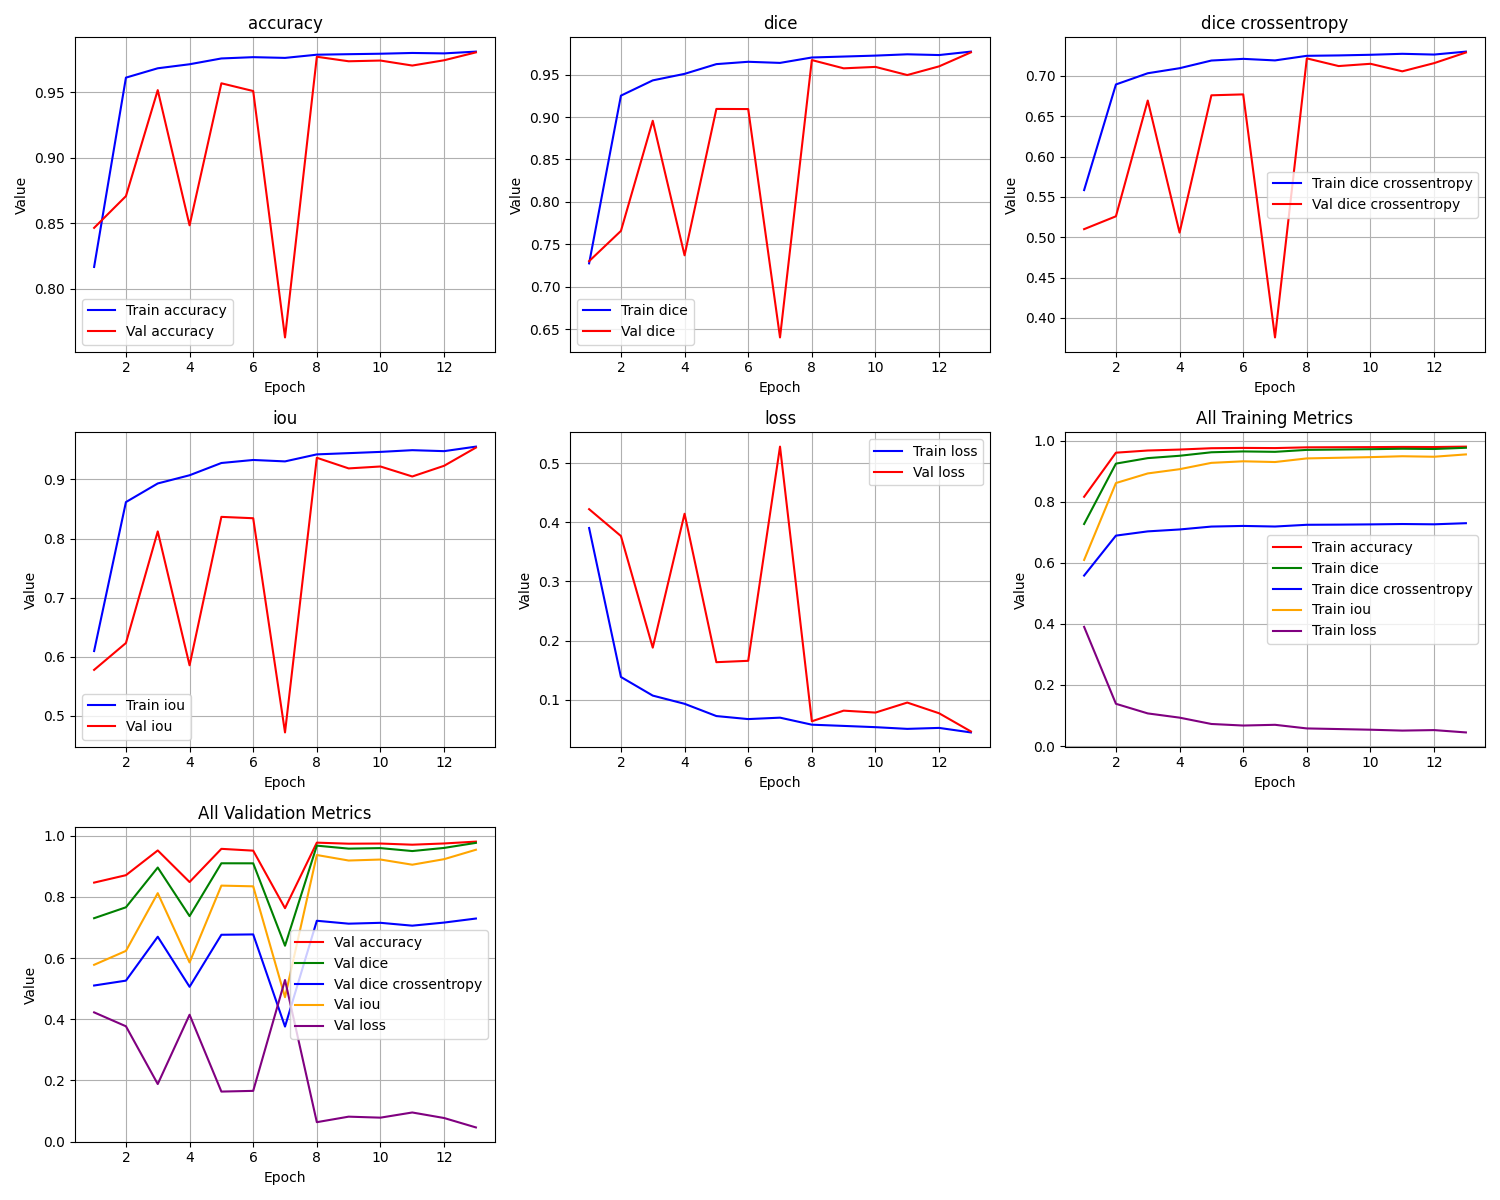 accuracy
Value
0.95
0.90
0.85
0.80
Train accuracy
Val accuracy
2 4 6 8 10 12
Epoch
dice
Value
0.95
0.90
0.85
0.80
0.75
0.70
0.65
Train dice
Val dice
2 4 6 8 10 12
Epoch
dice crossentropy
Value
0.70
0.65
0.60
0.55
0.50
0.45
0.40
Train dice crossentropy
Val dice crossentropy
2 4 6 8 10 12
Epoch
iou
Value
0.9
0.8
0.7
0.6
0.5
Train iou
Val iou
2 4 6 8 10 12
Epoch
loss
Value
0.5
0.4
0.3
0.2
0.1
Train loss
Val loss
2 4 6 8 10 12
Epoch
All Training Metrics
Value
1.0
0.8
0.6
0.4
0.2
0.0
Train accuracy
Train dice
Train dice crossentropy
Train iou
Train loss
2 4 6 8 10 12
Epoch
All Validation Metrics
Value
1.0
0.8
0.6
0.4
0.2
0.0
Val accuracy
Val dice
Val dice crossentropy
Val iou
Val loss
2 4 6 8 10 12
Epoch